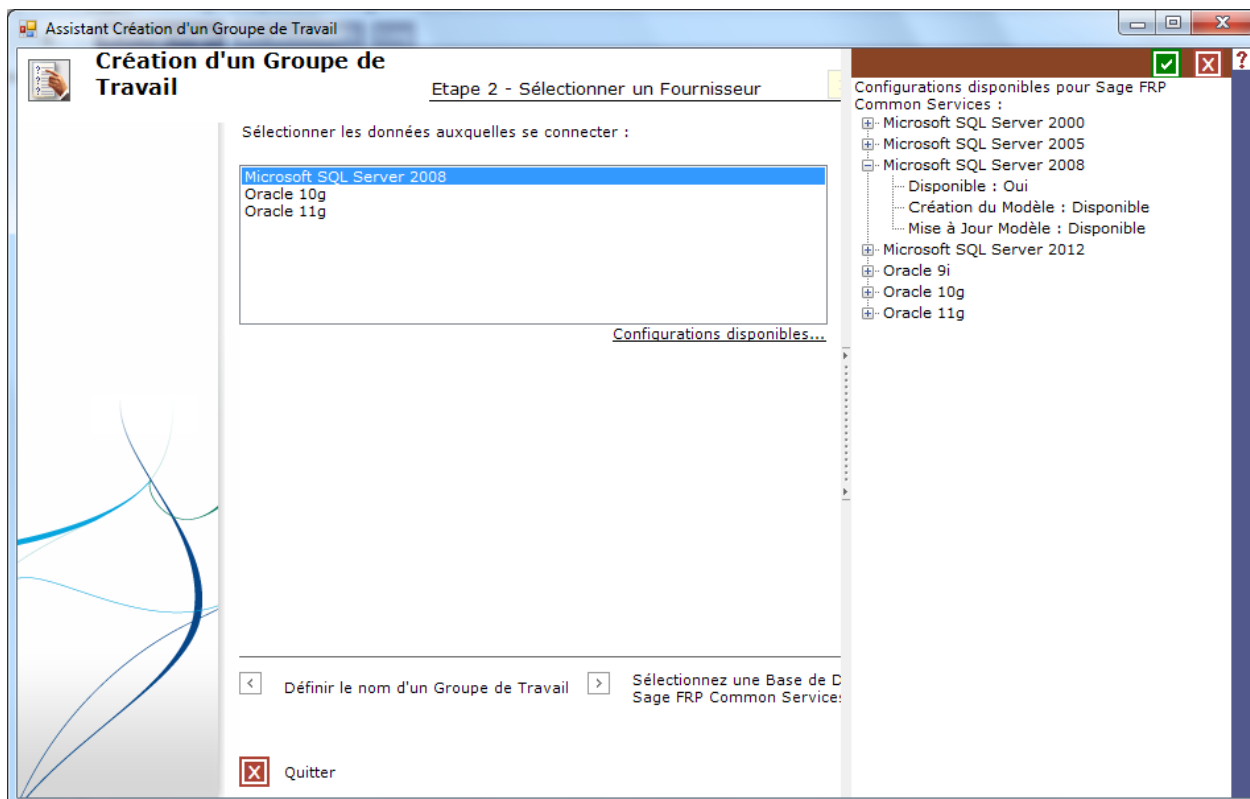 Assistant Création d'un Groupe de Travail
Création d'un Groupe de
Travail
Etape 2 - Sélectionner un Fournisseur
Sélectionner les données auxquelles se connecter :
Microsoft SQL Server 2008
Oracle 10g
Oracle 11g
Configurations disponibles...
Définir le nom d'un Groupe de Travail
Sélectionnez une Base de D
Sage FRP Common Services
Quitter
Configurations disponibles pour Sage FRP
Common Services :
Microsoft SQL Server 2000
Microsoft SQL Server 2005
Microsoft SQL Server 2008
Disponible : Oui
Création du Modèle : Disponible
Mise à Jour Modèle : Disponible
Microsoft SQL Server 2012
Oracle 9i
Oracle 10g
Oracle 11g